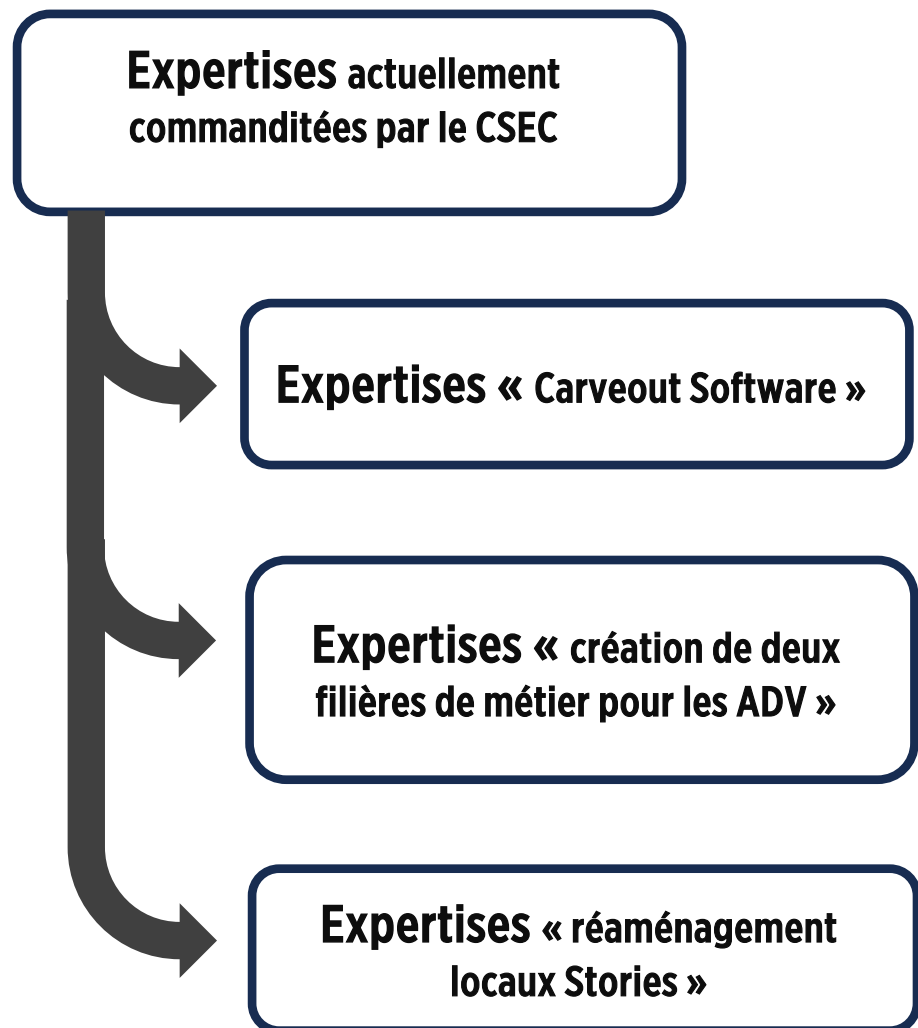 Expertises actuellement
commanditées par le CSEC
Expertises « Carveout Software »
Expertises « création de deux
filières de métier pour les ADV »
Expertises « réaménagement
locaux Stories »